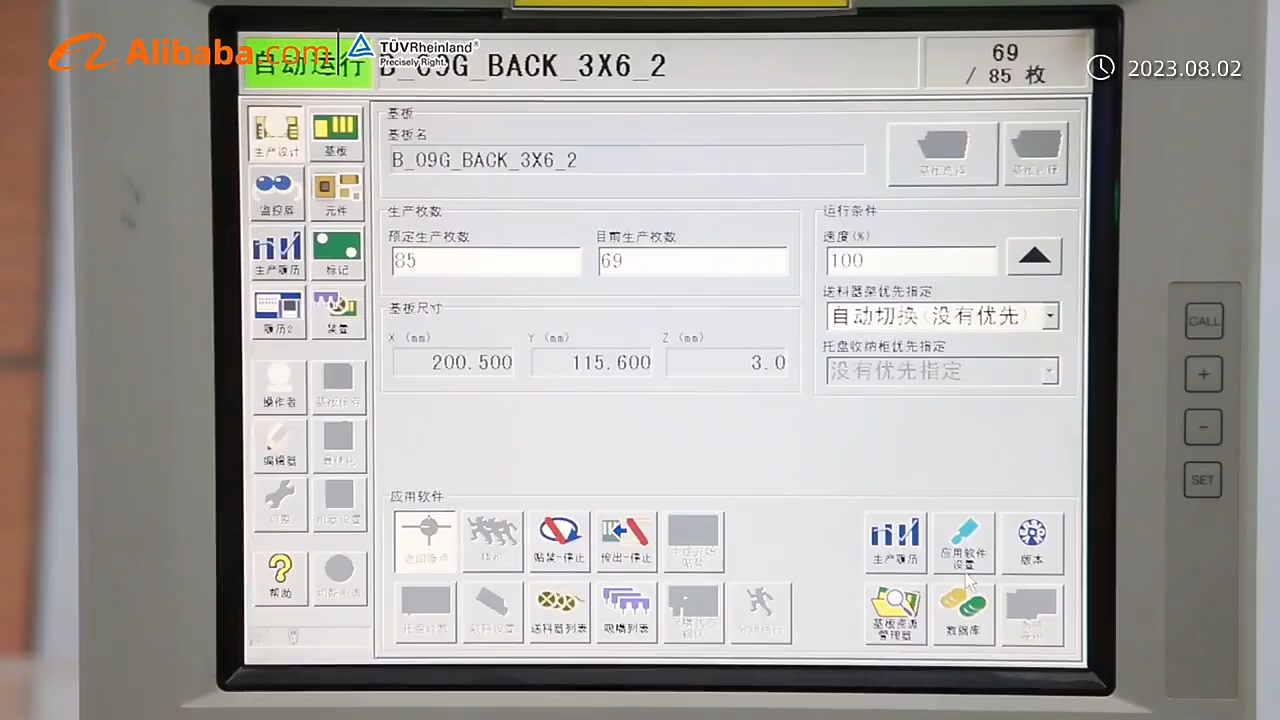 Alibaba.com
TÜVRheinland®
Precisely Right.
自动运行
B_09G_BACK_3X6_2
69
/ 85 枚
2023.08.02
生产设计
基板
监控屏
元件
生产履历
标记
履历2
装置
操作者
编辑器
帮助
基板
基板名
B_09G_BACK_3X6_2
生产枚数
预定生产枚数
目前生产枚数
85
69
基板尺寸
X (mm)
Y (mm)
Z (mm)
200.500
115.600
3.0
运行条件
速度(%)
100
送料器架优先指定
自动切换(没有优先)
托盘收纳柜优先指定
没有优先指定
应用软件
返回原点
贴装-停止
传出-停止
生产履历
应用软件
设置
版本
送料器列表
吸嘴列表
基板资源
管理器
数据库
CALL
+
-
SET